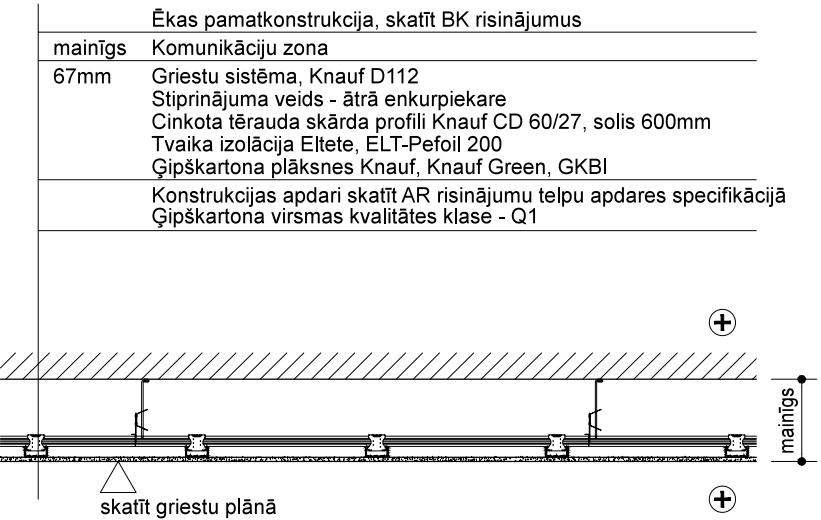 Ēkas pamatkonstrukcija, skatīt BK risinājumus
mainīgs Komunikāciju zona
67mm Griestu sistēma, Knauf D112
Stiprinājuma veids - ātrā enkurpiekare
Cinkota tērauda skārda profili Knauf CD 60/27, solis 600mm
Tvaika izolācija Eltete, ELT-Pefoil 200
Ģipškartona plāksnes Knauf, Knauf Green, GKBI
Konstrukcijas apdari skatīt AR risinājumu telpu apdares specifikācijā
Ģipškartona virsmas kvalitātes klase - Q1
mainīgs
skatīt griestu plānā